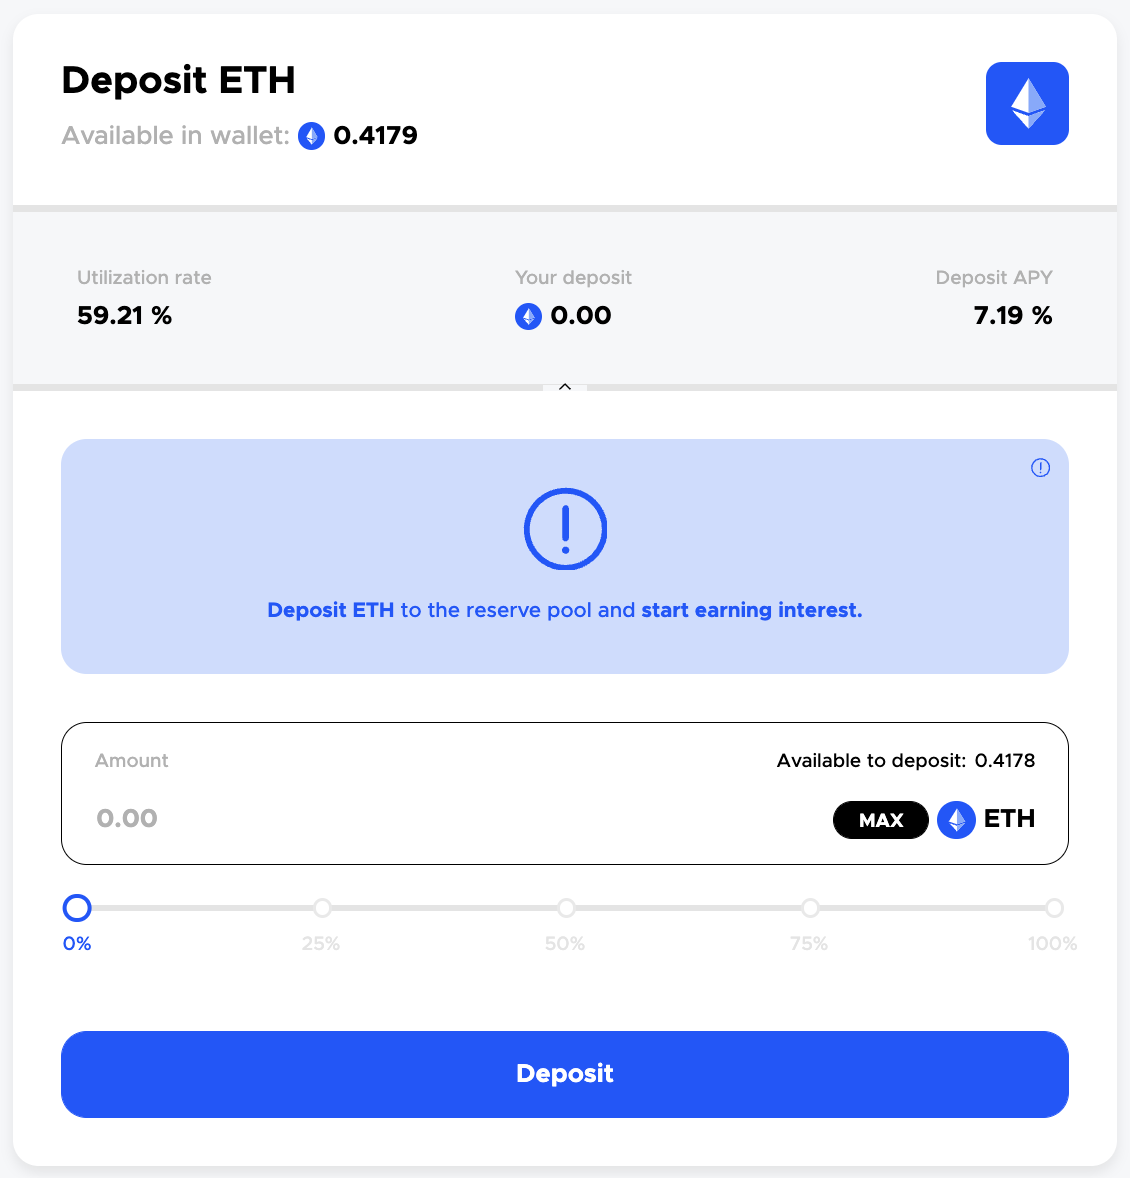 Deposit ETH
Available in wallet: 0.4179
Utilization rate
59.21 %
Your deposit
0.00
Deposit APY
7.19 %
Deposit ETH to the reserve pool and start earning interest.
Amount
Available to deposit: 0.4178
0.00
MAX ETH
0% 25% 50% 75% 100%
Deposit